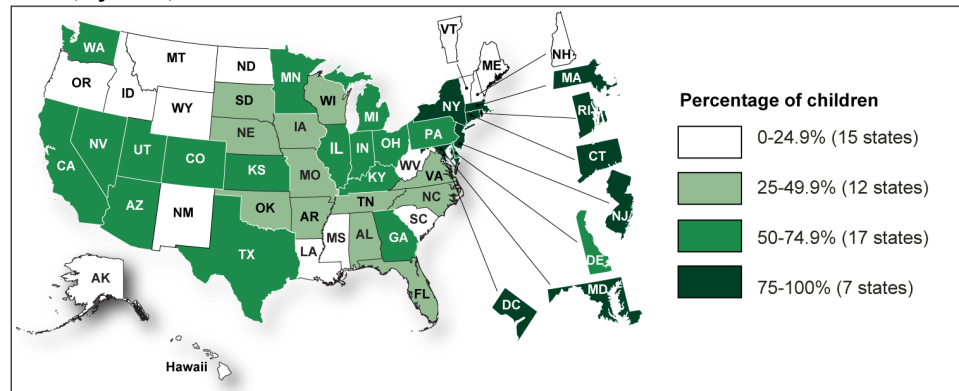 WA
MT
ND
MN
VT
NH
ME
MA
OR
ID
SD
WI
NY
RI
WY
MI
CT
NE
IA
PA
NV
UT
CO
IL
IN
OH
NJ
CA
KS
MO
WV
VA
KY
DE
AZ
NM
OK
AR
TN
NC
SC
MS
AL
GA
TX
LA
FL
AK
DC
MD
Hawaii
Percentage of children
0-24.9% (15 states)
25-49.9% (12 states)
50-74.9% (17 states)
75-100% (7 states)